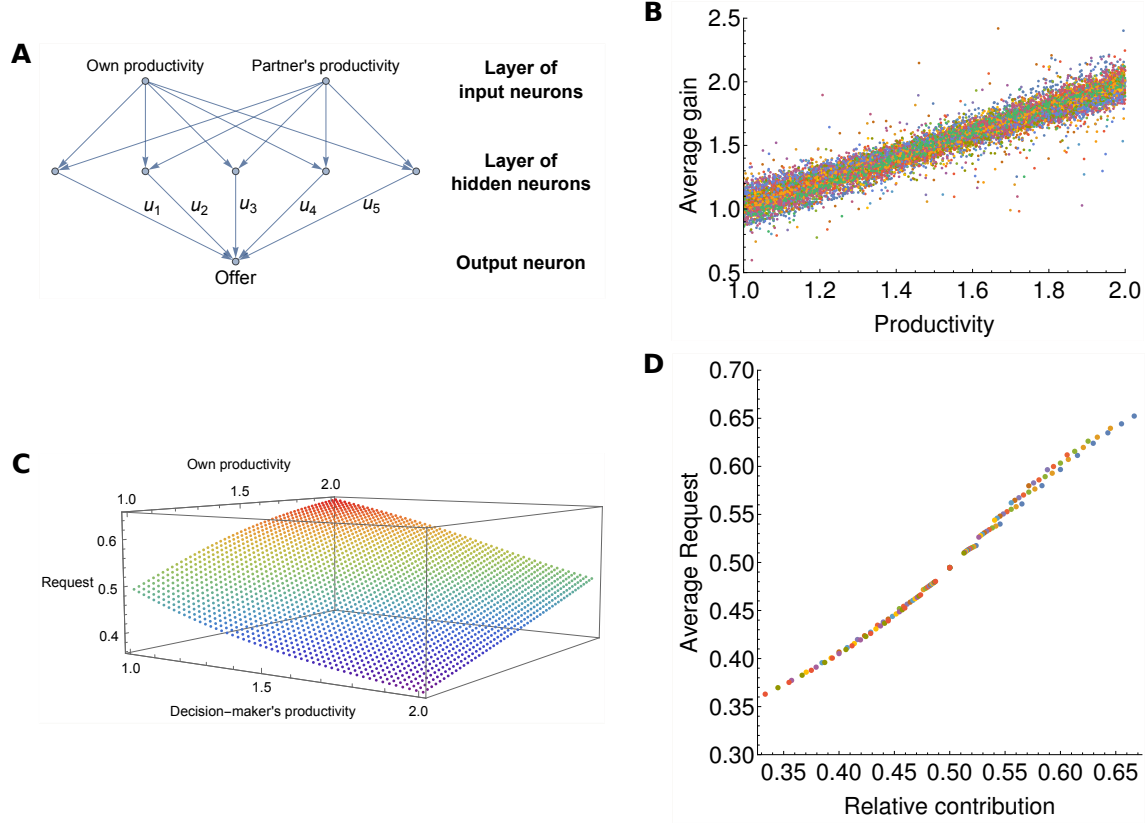 A
Own productivity
Partner's productivity
Layer of
input neurons
Layer of
hidden neurons
u1
u2
u3
u4
u5
Offer
Output neuron
B
2.5
2.0
1.5
1.0
0.5
Average gain
1.0 1.2 1.4 1.6 1.8 2.0
Productivity
C
Own productivity
1.0
1.5
2.0
0.6
Request 0.5
0.4
1.0
1.5
2.0
Decision−maker's productivity
D
0.70
0.65
0.60
0.55
0.50
0.45
0.40
0.35
0.30
Average Request
0.35 0.40 0.45 0.50 0.55 0.60 0.65
Relative contribution